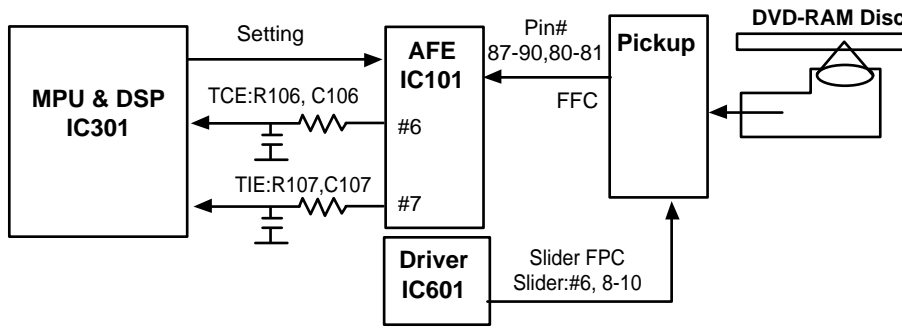 MPU & DSP
IC301
Setting
TCE:R106, C106
TIE:R107,C107
AFE
IC101
#6
#7
Pin#
87-90,80-81
FFC
Pickup
DVD-RAM Disc
Driver
IC601
Slider FPC
Slider:#6, 8-10